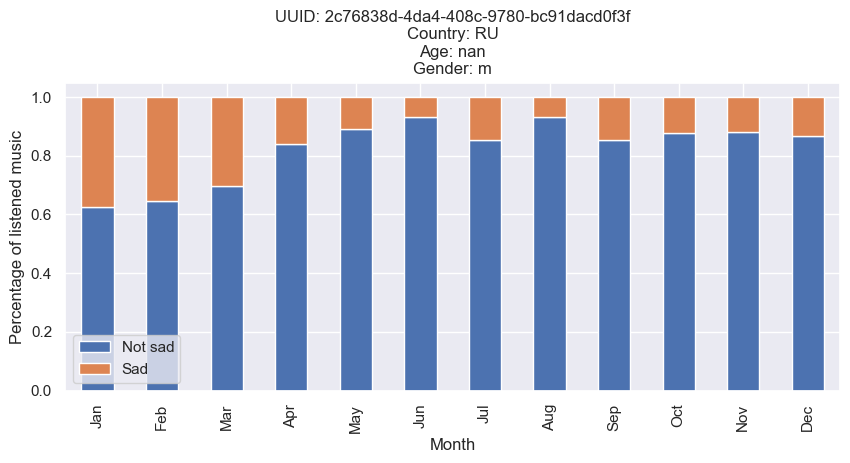 UUID: 2c76838d-4da4-408c-9780-bc91dacd0f3f
Country: RU
Age: nan
Gender: m
Percentage of listened music
1.0
0.8
0.6
0.4
0.2
0.0
Not sad
Sad
Jan Feb Mar Apr May Jun Jul Aug Sep Oct Nov Dec
Month